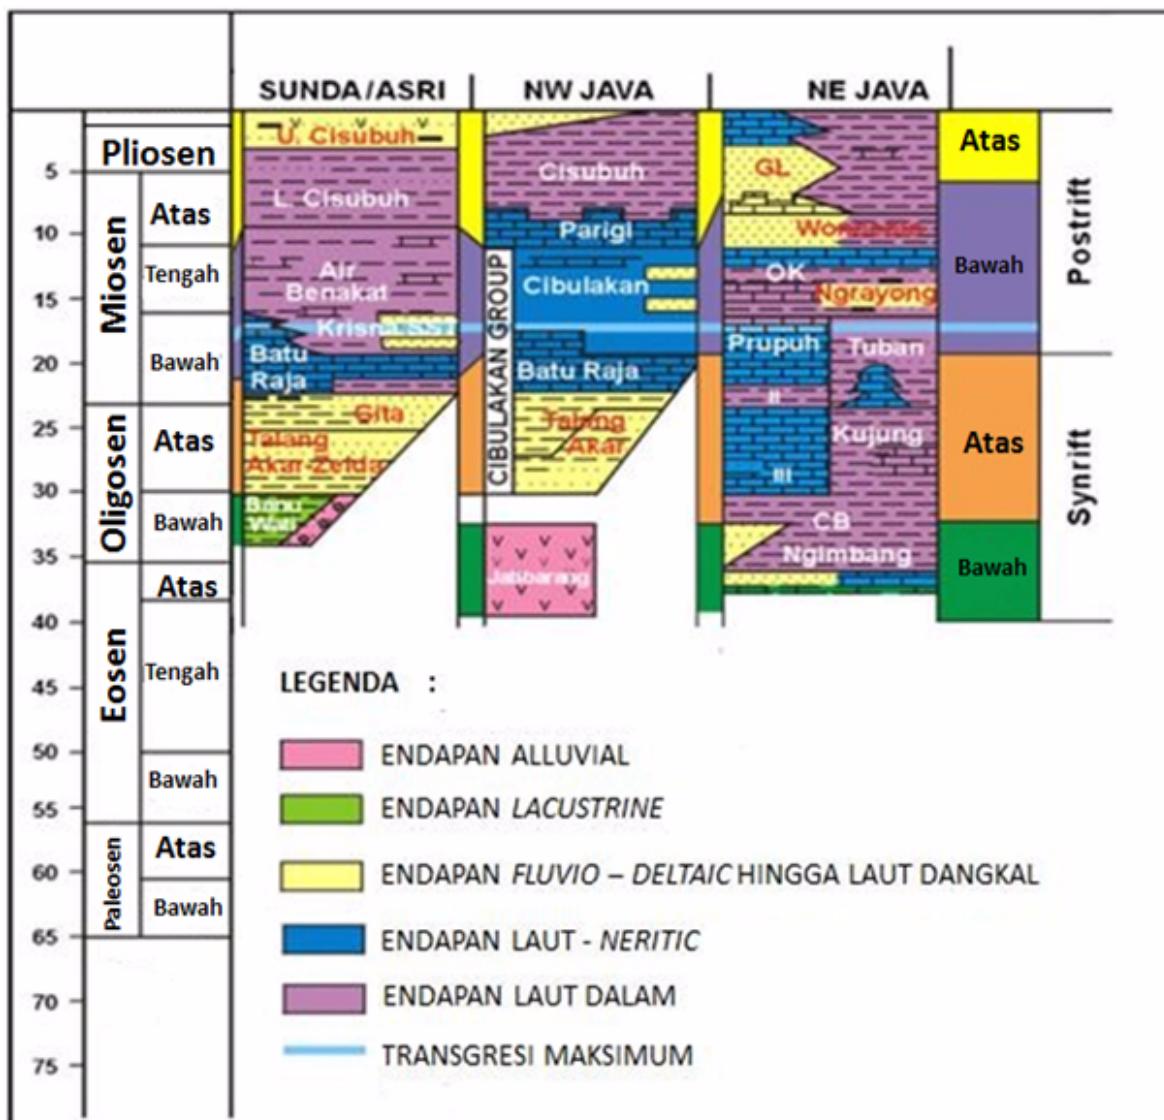 SUNDA/ASRI NW JAVA NE JAVA
5
10
15
20
25
30
35
40
45
50
55
60
65
70
75
Pliosen
Miosen
Atas
Tengah
Bawah
Oligosen
Atas
Bawah
Eosen
Atas
Tengah
Bawah
Paleosen
Atas
Bawah
U. Cisubuh
L. Cisubuh
Air
Benakat
Krisna S.S.
Batu
Raja
Gita
Talang
Akar-Zelda
Banu
Wati
CIBULAKAN GROUP
Cisubuh
Parigi
Cibulakan
Batu Raja
Talang
Akar
Jatibarang
GL
OK
Ngrayong
Prupuh
Tuban
II
Kujung
III
CB
Ngimbang
Atas
Bawah
Atas
Bawah
Postrift
Synrift
LEGENDA :
ENDAPAN ALLUVIAL
ENDAPAN LACUSTRINE
ENDAPAN FLUVIO – DELTAIC HINGGA LAUT DANGKAL
ENDAPAN LAUT - NERITIC
ENDAPAN LAUT DALAM
TRANSGRESI MAKSIMUM